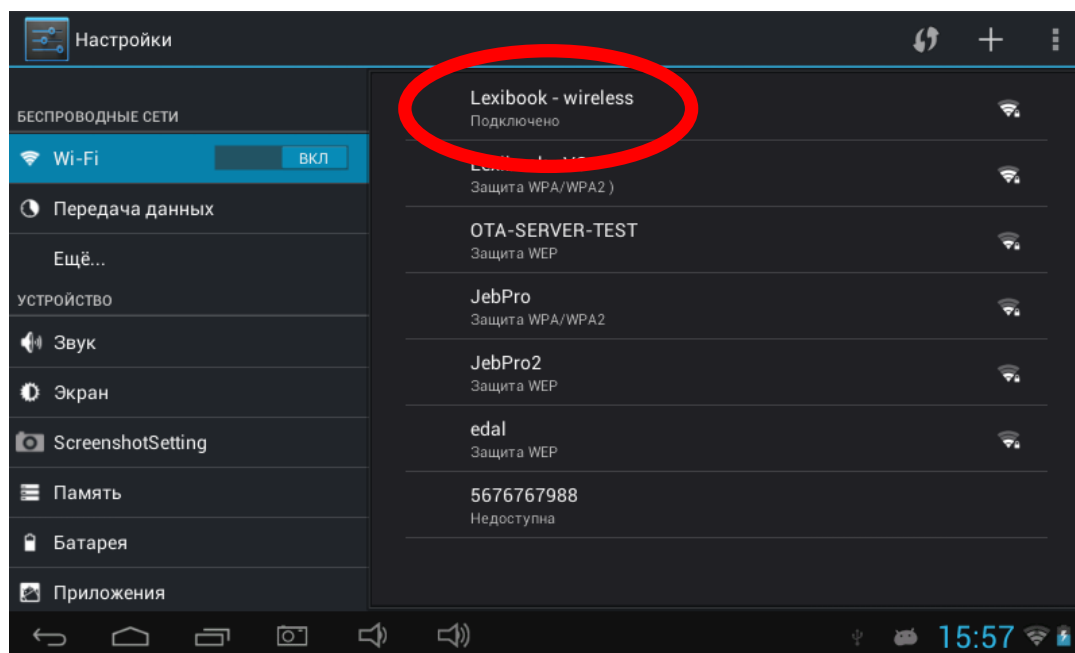 Настройки
БЕСПРОВОДНЫЕ СЕТИ
Wi-Fi
ВКЛ
Передача данных
Ещё...
УСТРОЙСТВО
Звук
Экран
ScreenshotSetting
Память
Батарея
Приложения
Lexibook - wireless
Подключено
Защита WPA/WPA2 )
OTA-SERVER-TEST
Защита WEP
JebPro
Защита WPA/WPA2
JebPro2
Защита WEP
edal
Защита WEP
5676767988
Недоступна
15:57